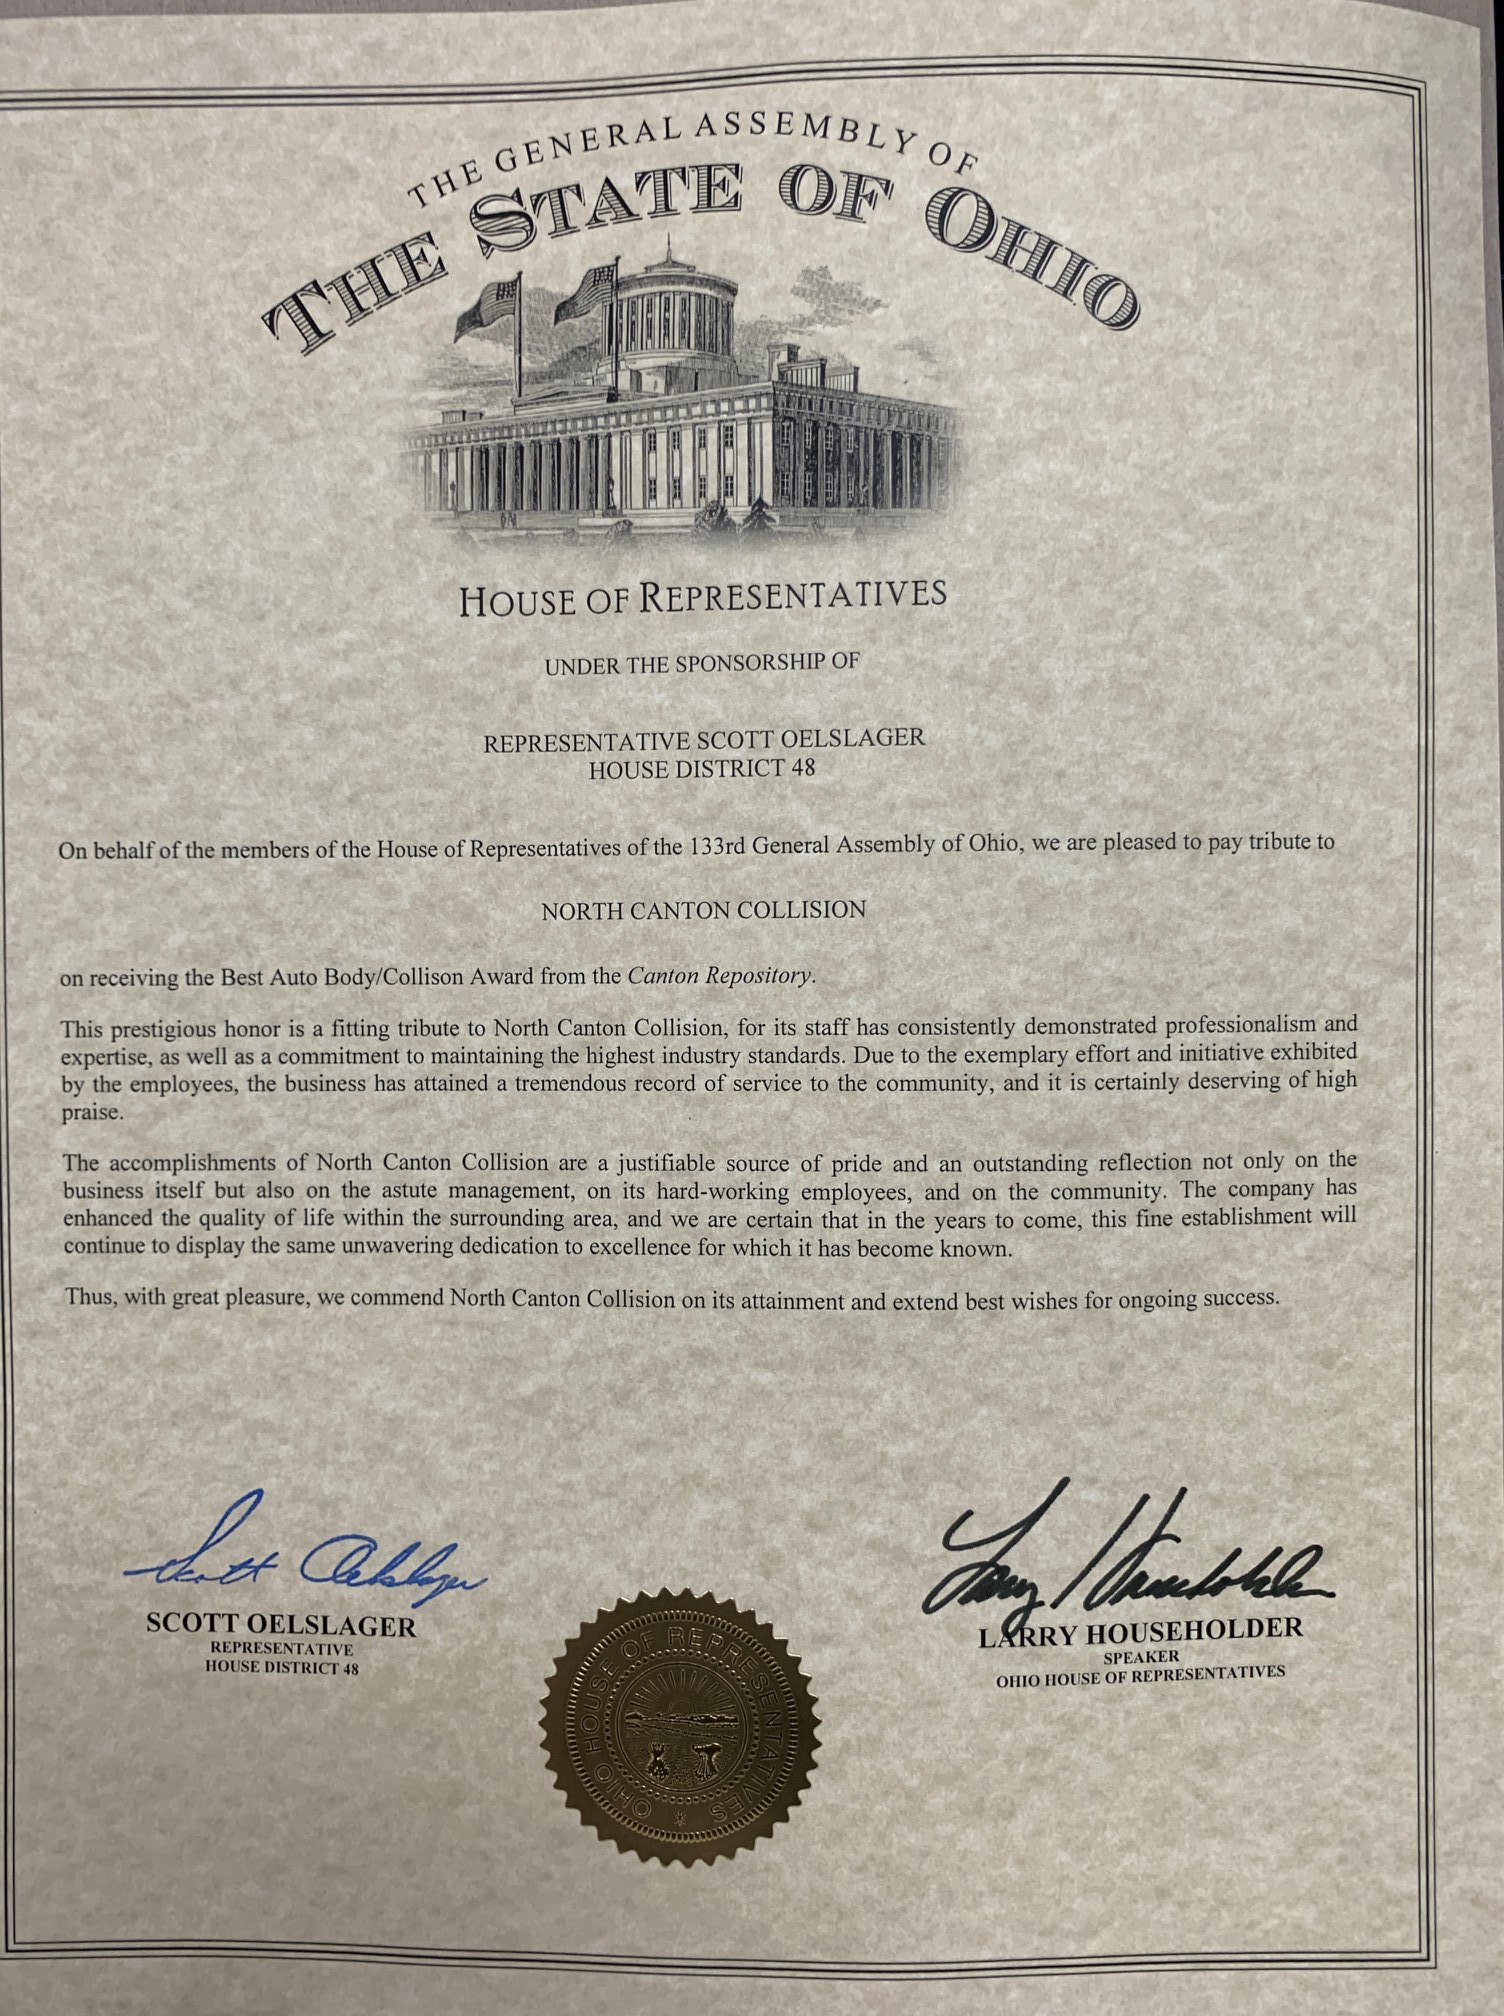 THE GENERAL ASSEMBLY OF
THE STATE OF OHIO
HOUSE OF REPRESENTATIVES
UNDER THE SPONSORSHIP OF
REPRESENTATIVE SCOTT OELSLAGER
HOUSE DISTRICT 48
On behalf of the members of the House of Representatives of the 133rd General Assembly of Ohio, we are pleased to pay tribute to
NORTH CANTON COLLISION
on receiving the Best Auto Body/Collison Award from the Canton Repository.
This prestigious honor is a fitting tribute to North Canton Collision, for its staff has consistently demonstrated professionalism and
expertise, as well as a commitment to maintaining the highest industry standards. Due to the exemplary effort and initiative exhibited
by the employees, the business has attained a tremendous record of service to the community, and it is certainly deserving of high
praise.
The accomplishments of North Canton Collision are a justifiable source of pride and an outstanding reflection not only on the
business itself but also on the astute management, on its hard-working employees, and on the community. The company has
enhanced the quality of life within the surrounding area, and we are certain that in the years to come, this fine establishment will
continue to display the same unwavering dedication to excellence for which it has become known.
Thus, with great pleasure, we commend North Canton Collision on its attainment and extend best wishes for ongoing success.
Scott Oelslager
SCOTT OELSLAGER
REPRESENTATIVE
HOUSE DISTRICT 48
Larry Householder
LARRY HOUSEHOLDER
SPEAKER
OHIO HOUSE OF REPRESENTATIVES
OHIO HOUSE OF REPRESENTATIVES